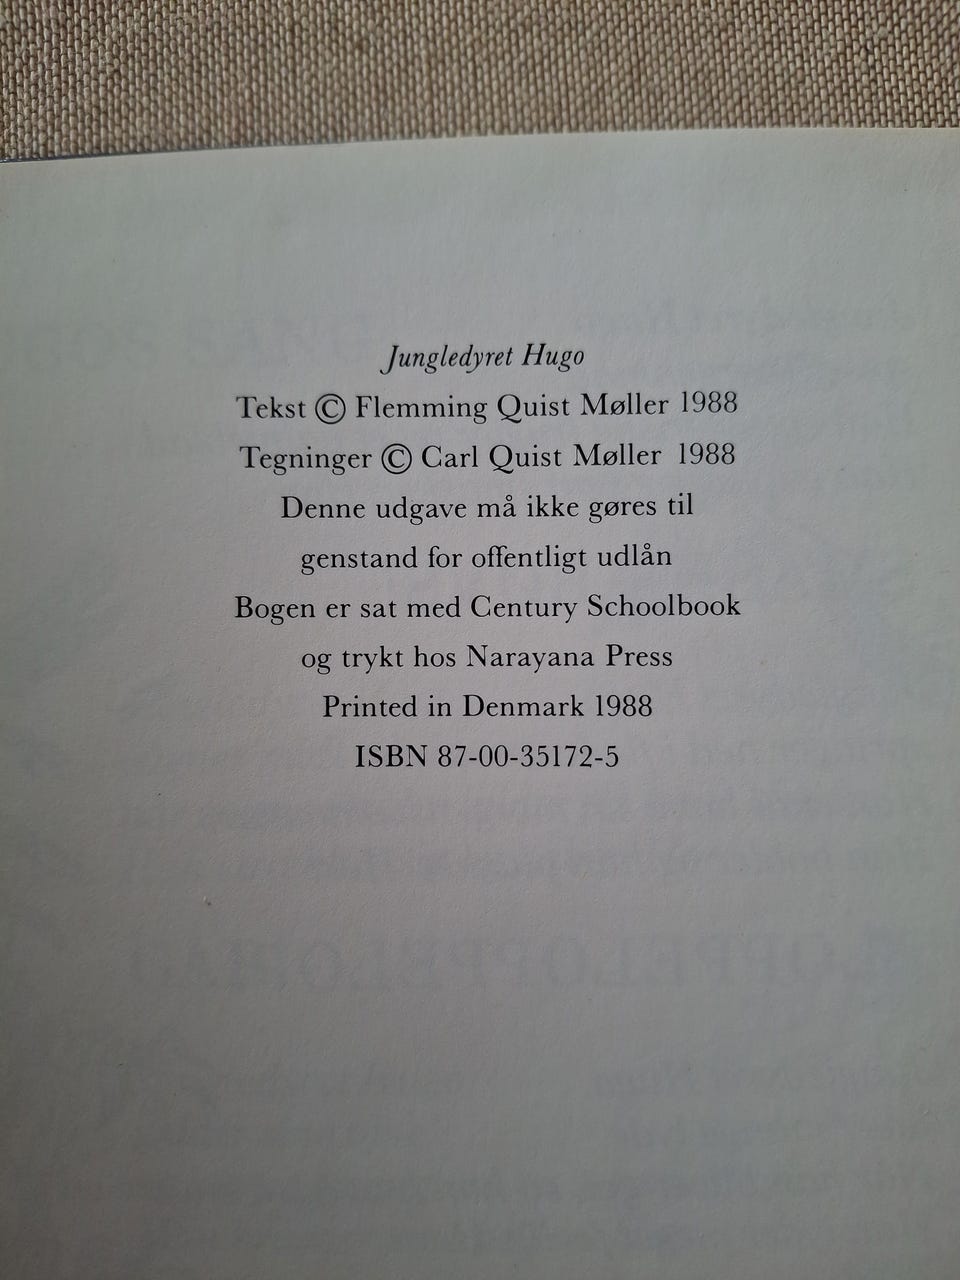 Jungledyret Hugo
Tekst © Flemming Quist Møller 1988
Tegninger © Carl Quist Møller 1988
Denne udgave må ikke gøres til
genstand for offentligt udlån
Bogen er sat med Century Schoolbook
og trykt hos Narayana Press
Printed in Denmark 1988
ISBN 87-00-35172-5